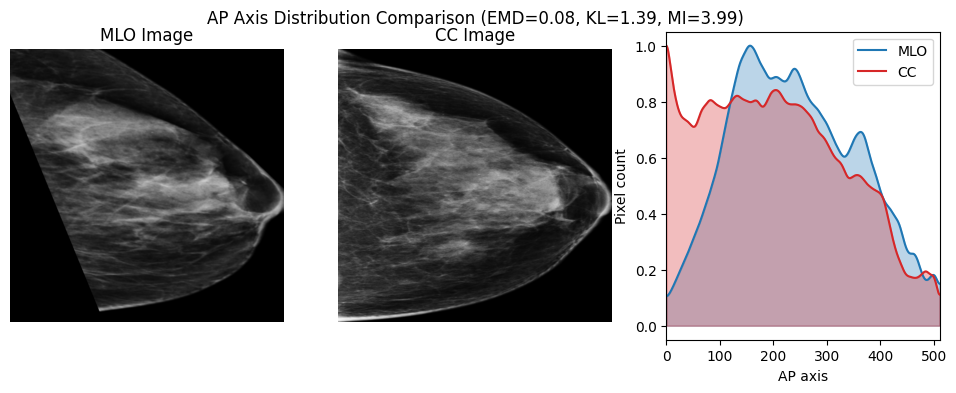 AP Axis Distribution Comparison (EMD=0.08, KL=1.39, MI=3.99)
MLO Image
CC Image
MLO
CC
Pixel count
1.0
0.8
0.6
0.4
0.2
0.0
0 100 200 300 400 500
AP axis